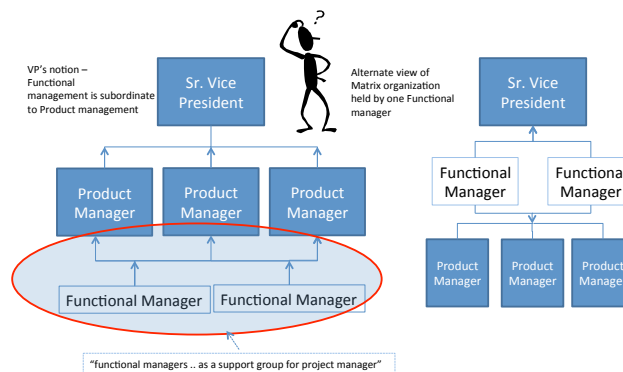 ?
VP's notion –
Functional
management is subordinate
to Product management
Sr. Vice
President
Product
Manager
Product
Manager
Product
Manager
Functional Manager
Functional Manager
"functional managers .. as a support group for project manager"
Alternate view of
Matrix organization
held by one Functional
manager
Sr. Vice
President
Functional
Manager
Functional
Manager
Product
Manager
Product
Manager
Product
Manager